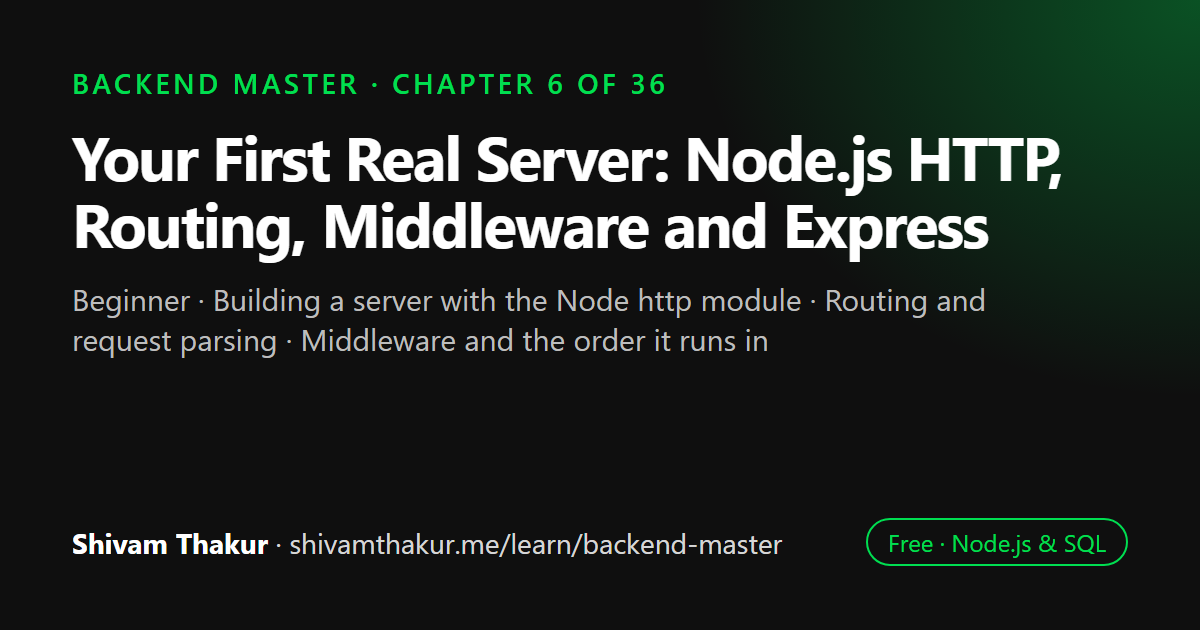 BACKEND MASTER · CHAPTER 6 OF 36
Your First Real Server: Node.js HTTP,
Routing, Middleware and Express
Beginner · Building a server with the Node http module · Routing and
request parsing · Middleware and the order it runs in
Shivam Thakur · shivamthakur.me/learn/backend-master
Free · Node.js & SQL